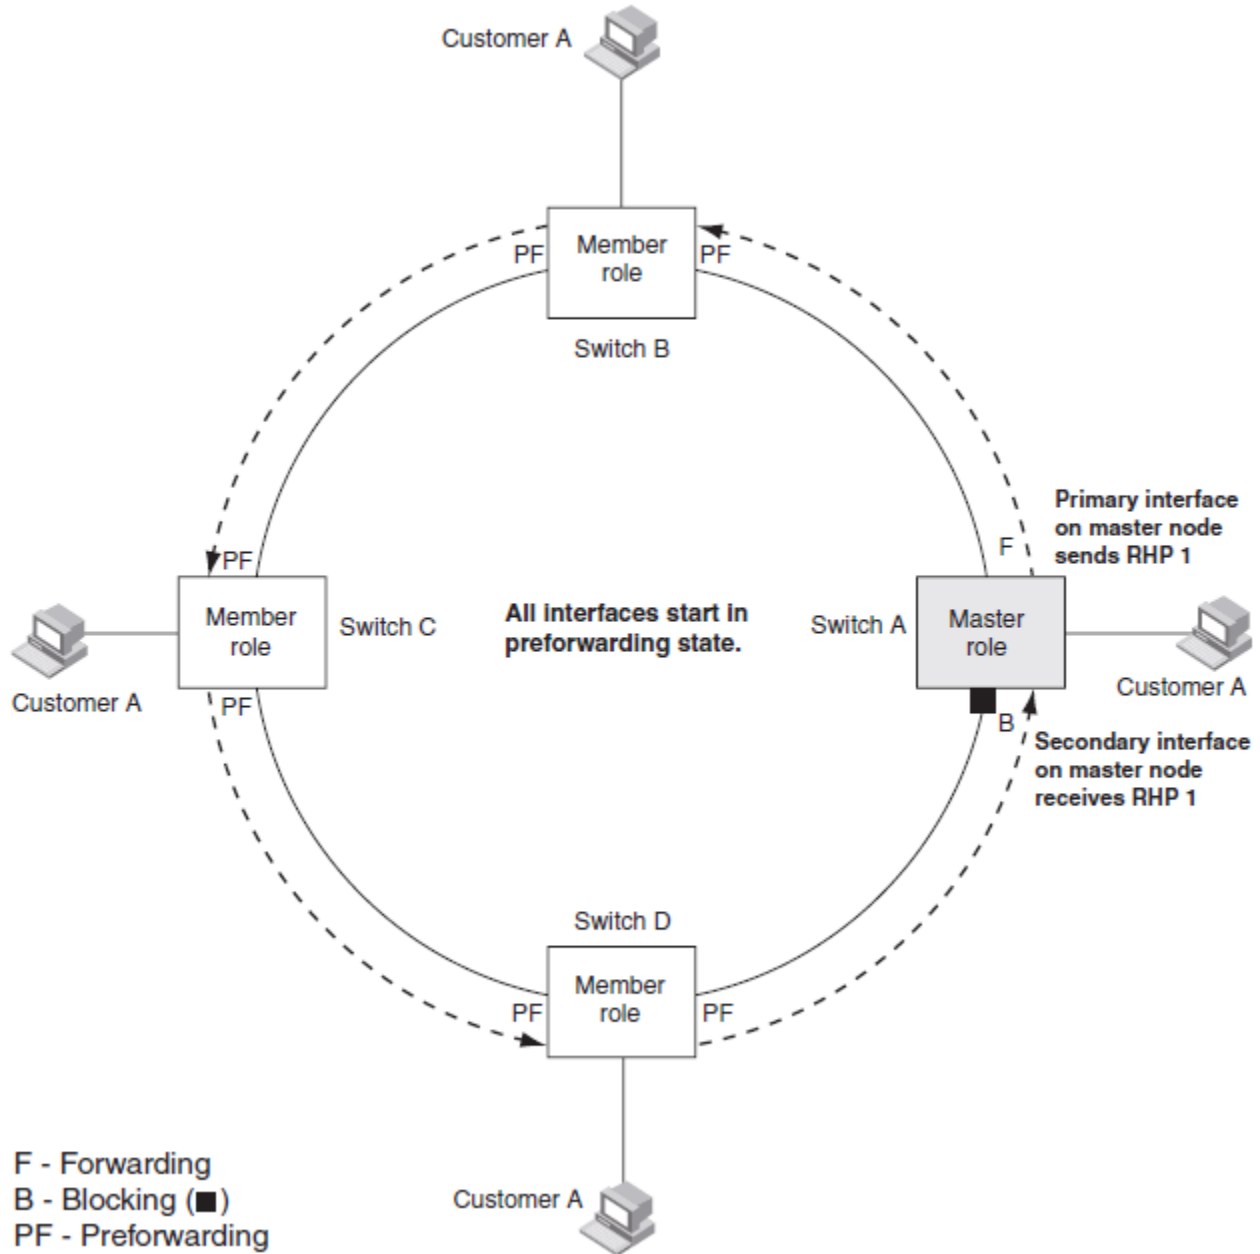 Customer A
PF
Member
role
PF
Switch B
Primary interface
on master node
sends RHP 1
F
PF
Member
role
Switch C
PF
Customer A
All interfaces start in
preforwarding state.
Switch A
Master
role
Customer A
B
Secondary interface
on master node
receives RHP 1
Switch D
PF
Member
role
PF
Customer A
F - Forwarding
B - Blocking (■)
PF - Preforwarding